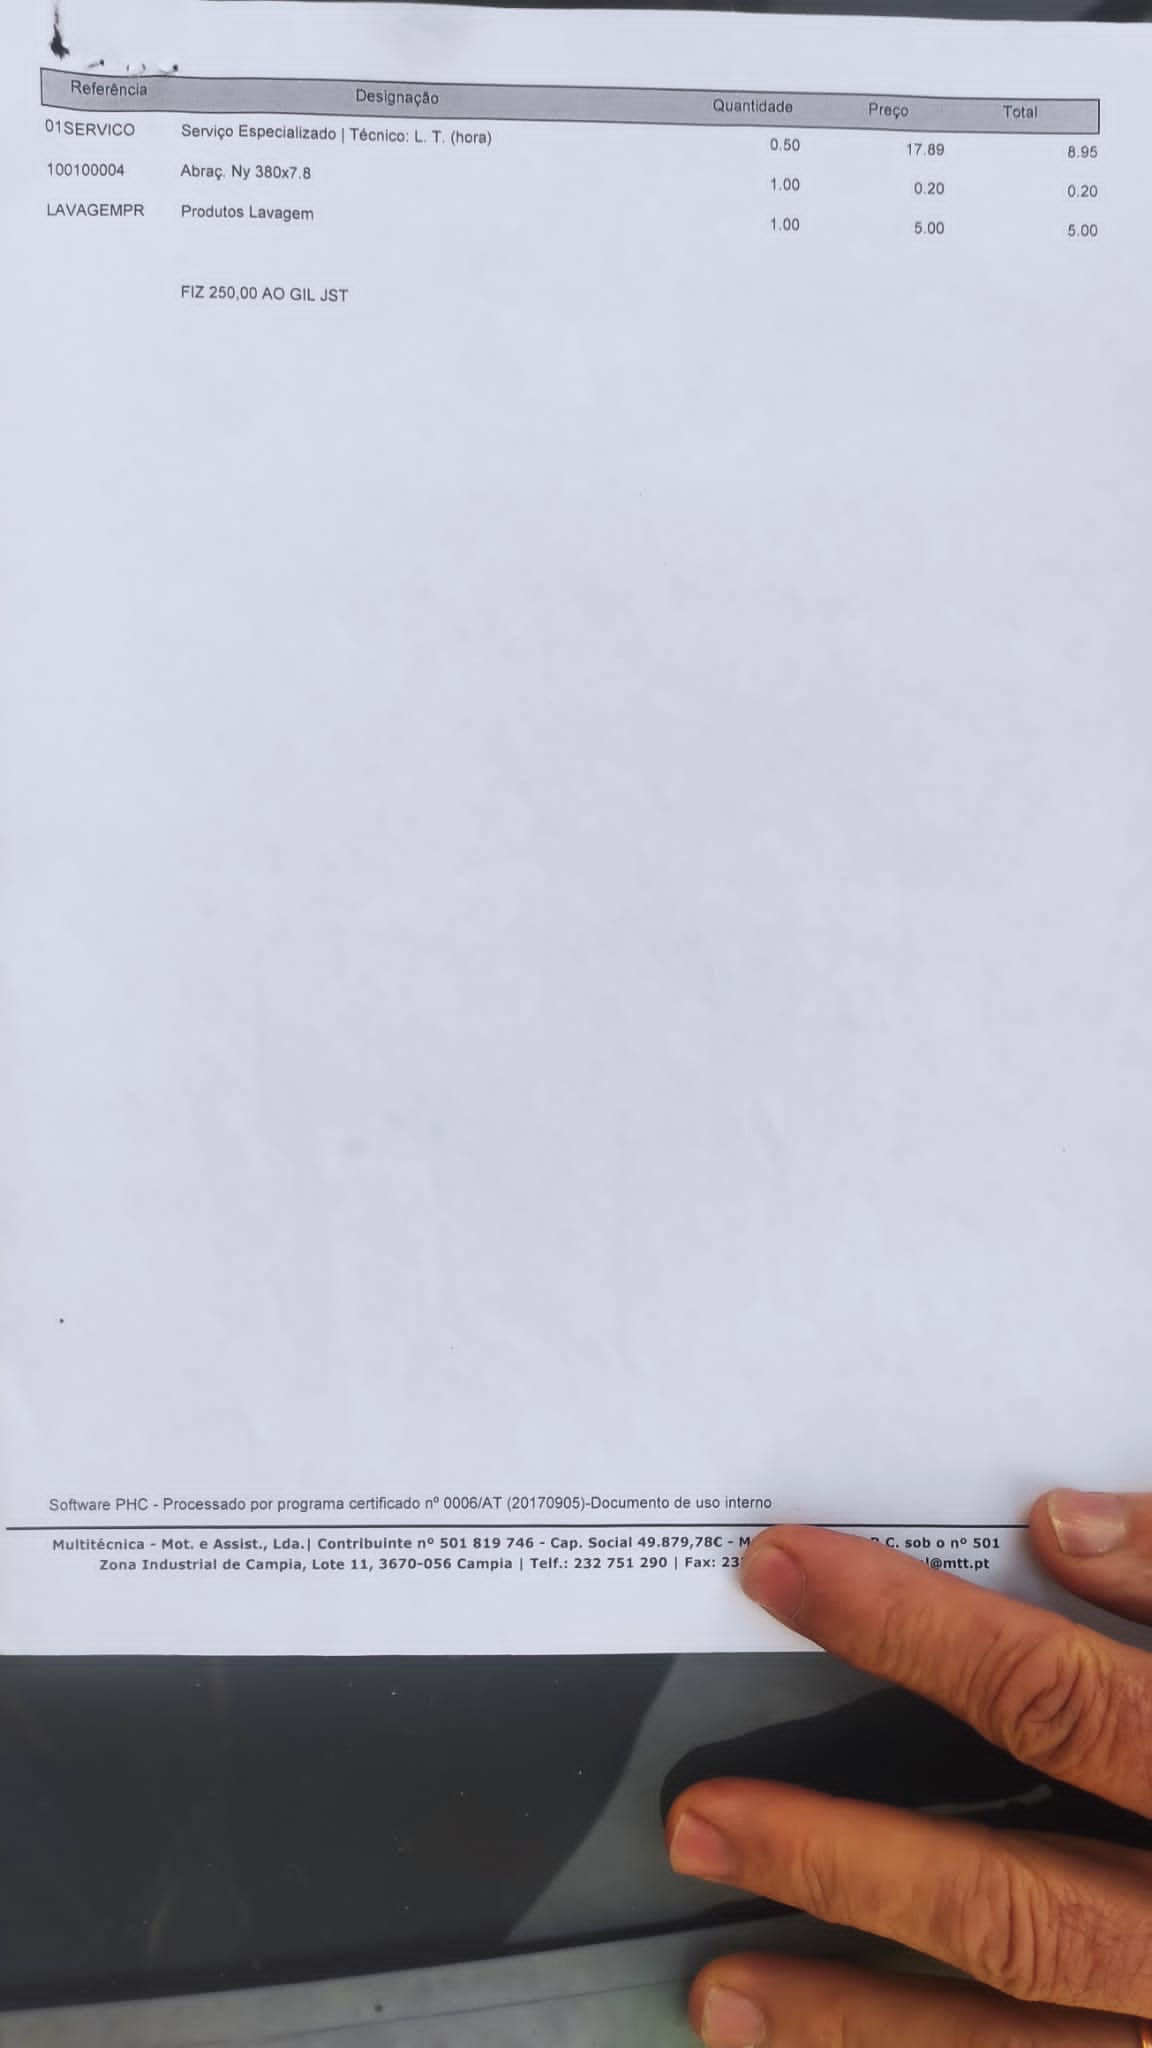 Referência Designação Quantidade Preço Total
01SERVICO Serviço Especializado | Técnico: L. T. (hora) 0.50 17.89 8.95
100100004 Abraç. Ny 380x7.8 1.00 0.20 0.20
LAVAGEMPR Produtos Lavagem 1.00 5.00 5.00
FIZ 250,00 AO GIL JST
Software PHC - Processado por programa certificado nº 0006/AT (20170905)-Documento de uso interno
Multitécnica - Mot. e Assist., Lda.| Contribuinte nº 501 819 746 - Cap. Social 49.879,78€ - sob o nº 501
Zona Industrial de Campia, Lote 11, 3670-056 Campia | Telf.: 232 751 290 | Fax: @mtt.pt